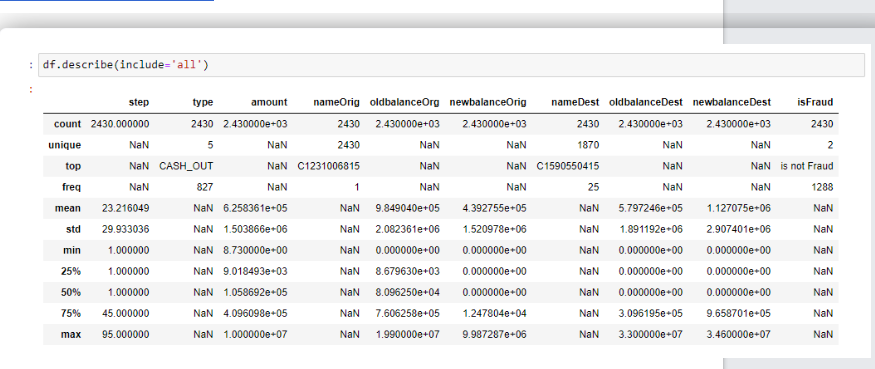 : df.describe(include='all')
:
step type amount nameOrig oldbalanceOrg newbalanceOrig nameDest oldbalanceDest newbalanceDest isFraud
count 2430.000000 2430 2.430000e+03 2430 2.430000e+03 2.430000e+03 2430 2.430000e+03 2.430000e+03 2430
unique NaN 5 NaN 2430 NaN NaN 1870 NaN NaN 2
top NaN CASH_OUT NaN C1231006815 NaN NaN C1590550415 NaN NaN is not Fraud
freq NaN 827 NaN 1 NaN NaN 25 NaN NaN 1288
mean 23.216049 NaN 6.258361e+05 NaN 9.849040e+05 4.392755e+05 NaN 5.797246e+05 1.127075e+06 NaN
std 29.933036 NaN 1.503866e+06 NaN 2.082361e+06 1.520978e+06 NaN 1.891192e+06 2.907401e+06 NaN
min 1.000000 NaN 8.730000e+00 NaN 0.000000e+00 0.000000e+00 NaN 0.000000e+00 0.000000e+00 NaN
25% 1.000000 NaN 9.018493e+03 NaN 8.679630e+03 0.000000e+00 NaN 0.000000e+00 0.000000e+00 NaN
50% 1.000000 NaN 1.058692e+05 NaN 8.096250e+04 0.000000e+00 NaN 0.000000e+00 0.000000e+00 NaN
75% 45.000000 NaN 4.096098e+05 NaN 7.606258e+05 1.247804e+04 NaN 3.096195e+05 9.658701e+05 NaN
max 95.000000 NaN 1.000000e+07 NaN 1.990000e+07 9.987287e+06 NaN 3.300000e+07 3.460000e+07 NaN